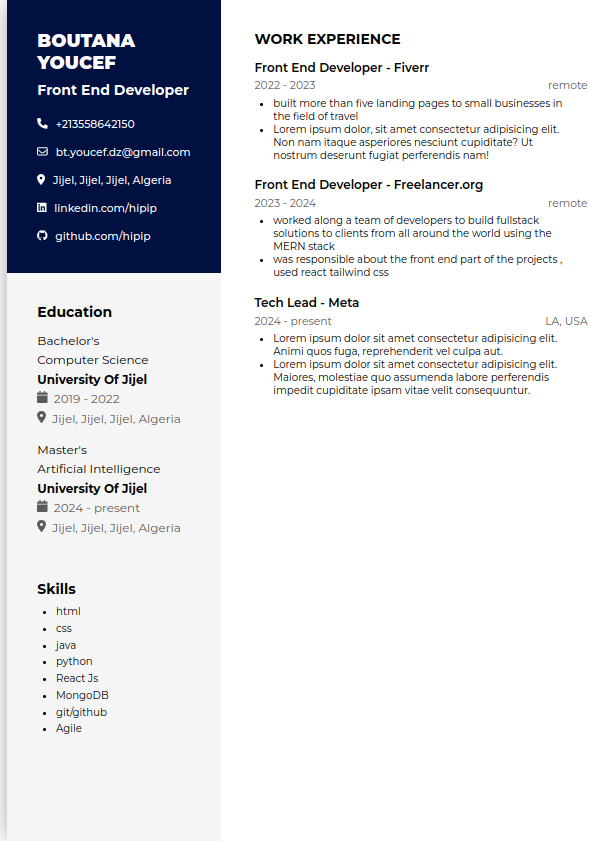 BOUTANA
YOUCEF
Front End Developer
+213558642150
bt.youcef.dz@gmail.com
Jijel, Jijel, Jijel, Algeria
linkedin.com/hipip
github.com/hipip
Education
Bachelor's
Computer Science
University Of Jijel
2019 - 2022
Jijel, Jijel, Jijel, Algeria
Master's
Artificial Intelligence
University Of Jijel
2024 - present
Jijel, Jijel, Jijel, Algeria
Skills
html
css
java
python
React Js
MongoDB
git/github
Agile
WORK EXPERIENCE
Front End Developer - Fiverr
2022 - 2023 remote
built more than five landing pages to small businesses in
the field of travel
Lorem ipsum dolor, sit amet consectetur adipisicing elit.
Non nam itaque asperiores nesciunt cupiditate? Ut
nostrum deserunt fugiat perferendis nam!
Front End Developer - Freelancer.org
2023 - 2024 remote
worked along a team of developers to build fullstack
solutions to clients from all around the world using the
MERN stack
was responsible about the front end part of the projects ,
used react tailwind css
Tech Lead - Meta
2024 - present LA, USA
Lorem ipsum dolor sit amet consectetur adipisicing elit.
Animi quos fuga, reprehenderit vel culpa aut.
Lorem ipsum dolor sit amet consectetur adipisicing elit.
Maiores, molestiae quo assumenda labore perferendis
impedit cupiditate ipsam vitae velit consequuntur.